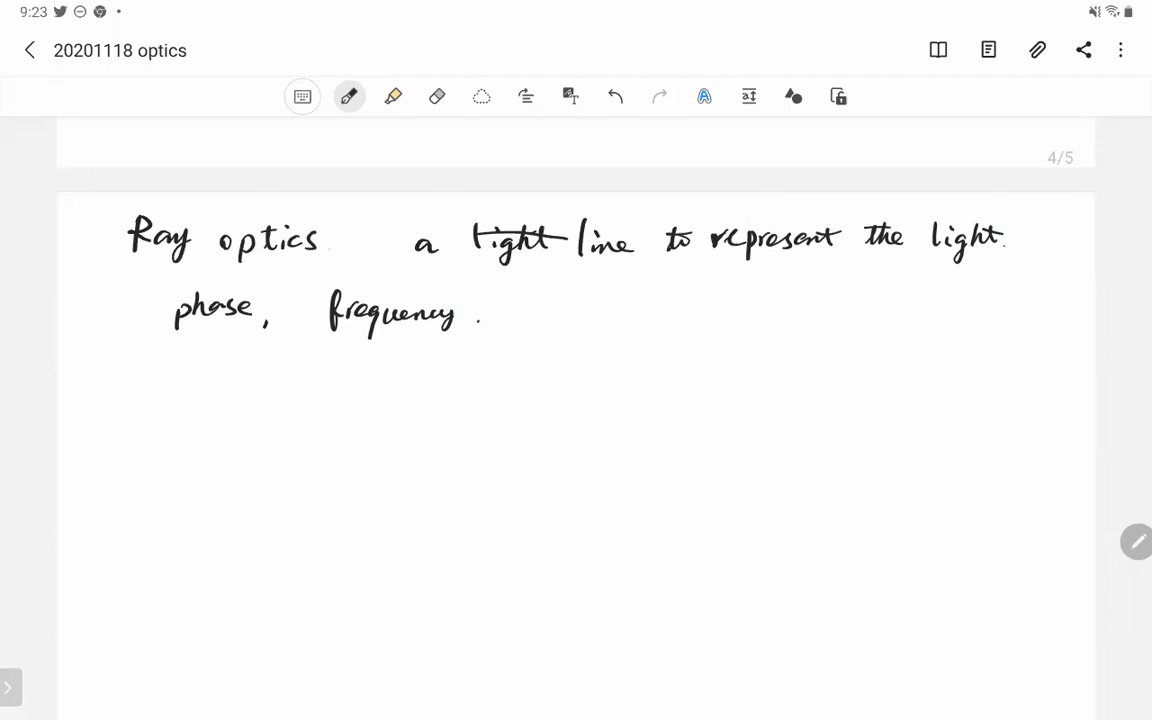 9:23
20201118 optics
4/5
Ray optics. a light line to represent the light.
phase, frequency.